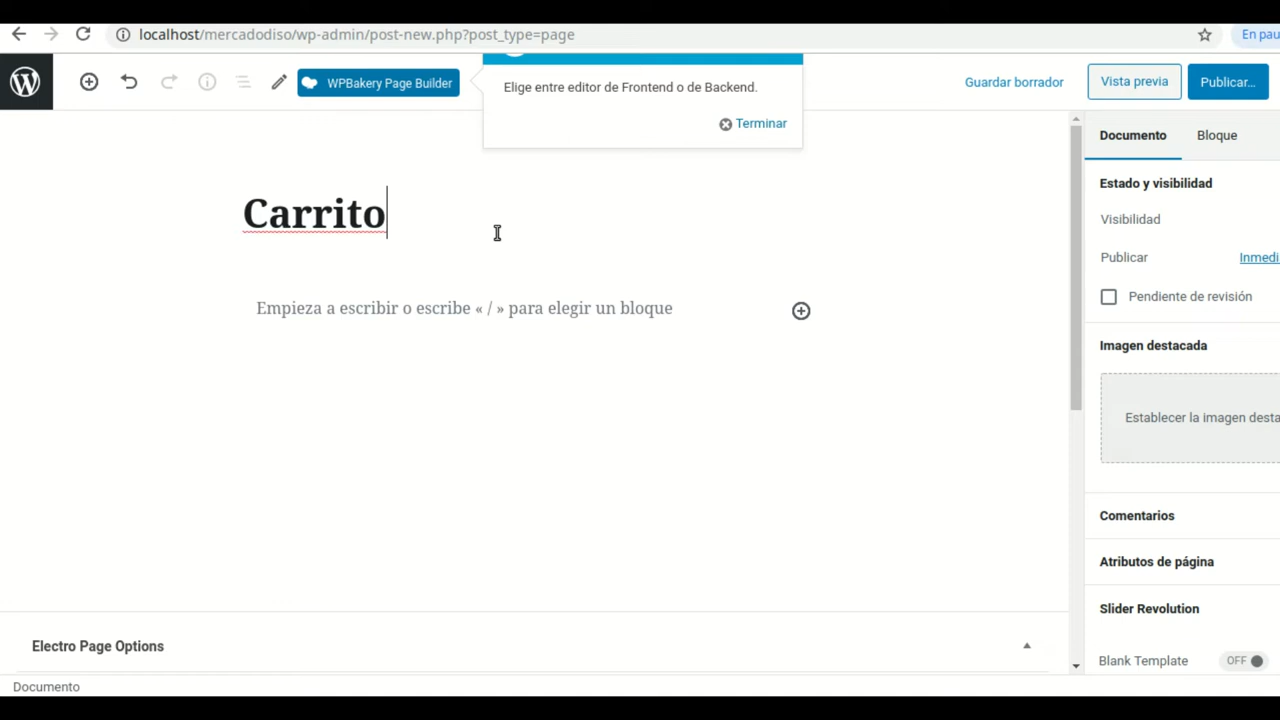 localhost/mercadodiso/wp-admin/post-new.php?post_type=page
En pau
WPBakery Page Builder
Elige entre editor de Frontend o de Backend.
Terminar
Guardar borrador
Vista previa
Publicar...
Documento
Bloque
Carrito
Empieza a escribir o escribe « / » para elegir un bloque
Estado y visibilidad
Visibilidad
Publicar
Inmedi
Pendiente de revisión
Imagen destacada
Establecer la imagen desta
Comentarios
Atributos de página
Slider Revolution
Blank Template
OFF
Electro Page Options
Documento